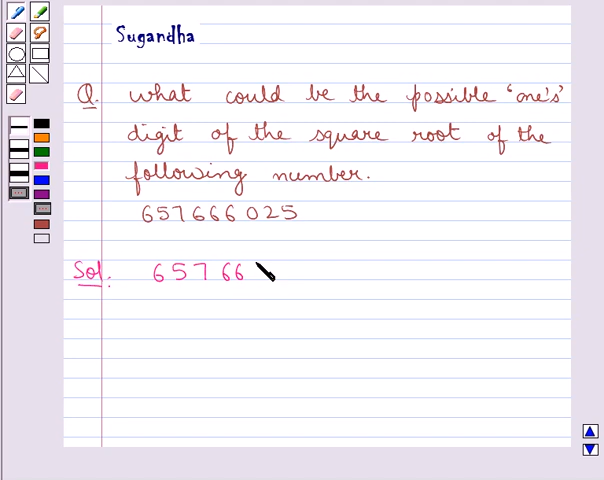 Sugandha
Q. what could be the possible 'one's'
digit of the square root of the
following number.
657666025
Sol. 65766